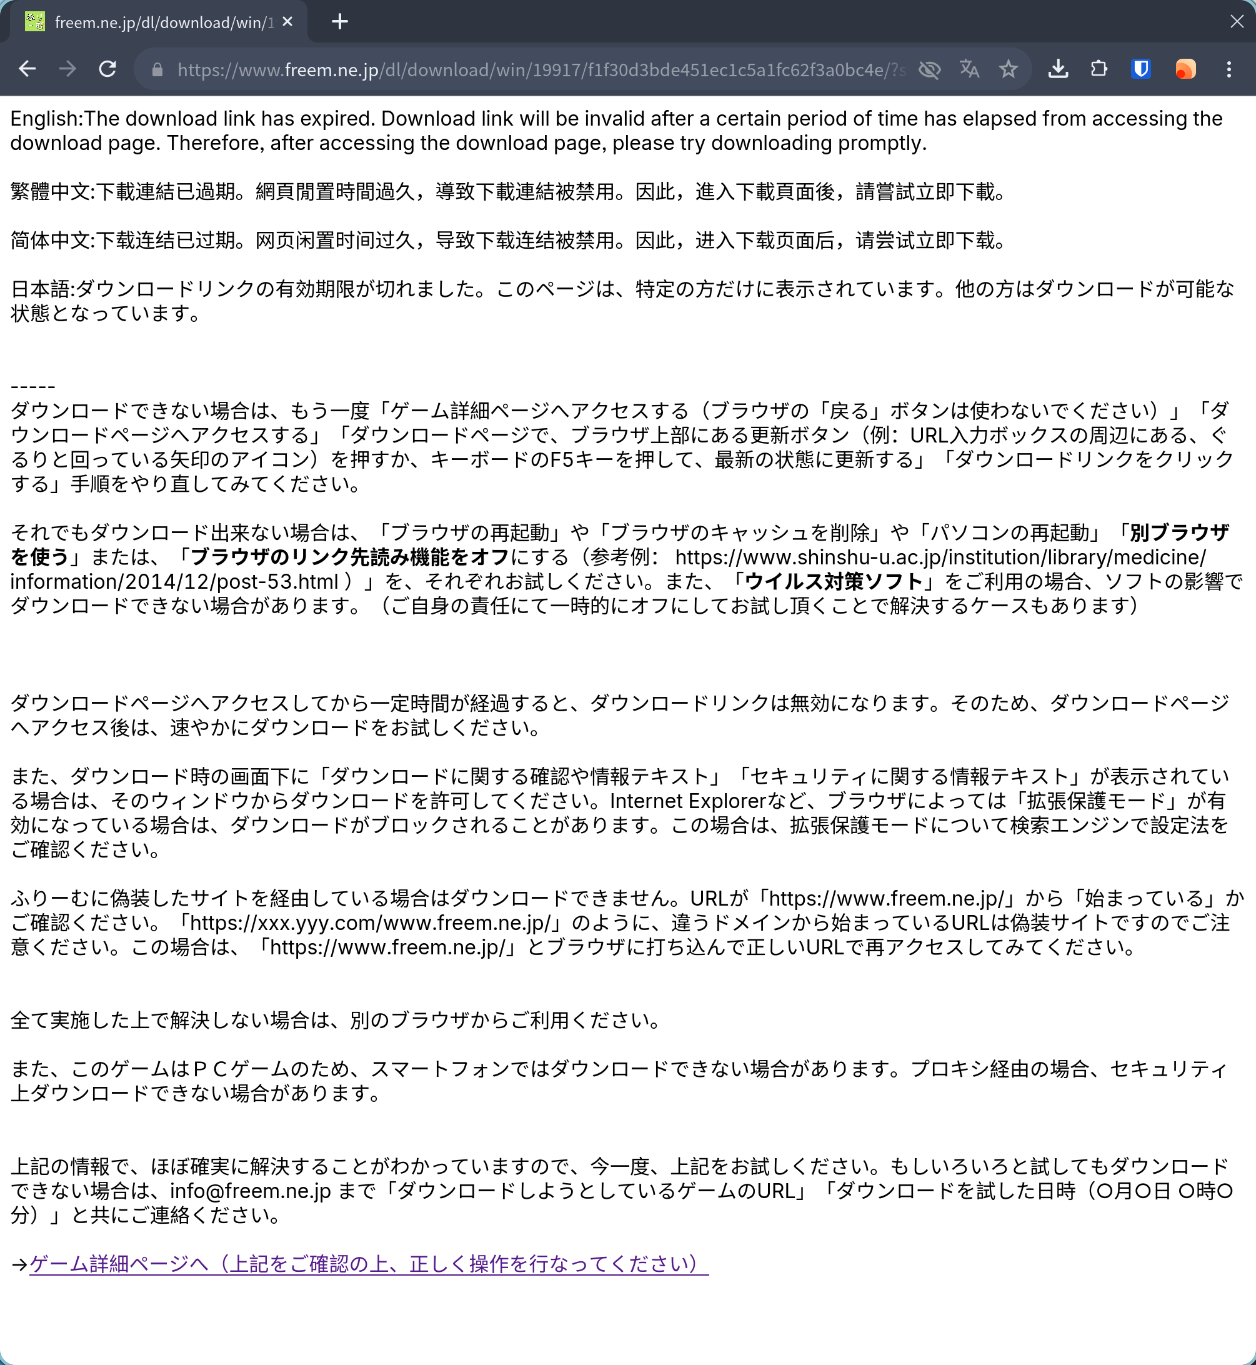 freem.ne.jp/dl/download/win/1
https://www.freem.ne.jp/dl/download/win/19917/f1f30d3bde451ec1c5a1fc62f3a0bc4e/?s
English:The download link has expired. Download link will be invalid after a certain period of time has elapsed from accessing the
download page. Therefore, after accessing the download page, please try downloading promptly.
繁體中文:下載連結已過期。網頁閒置時間過久，導致下載連結被禁用。因此，進入下載頁面後，請嘗試立即下載。
简体中文:下载连结已过期。网页闲置时间过久，导致下载连结被禁用。因此，进入下载页面后，请尝试立即下载。
日本語:ダウンロードリンクの有効期限が切れました。このページは、特定の方だけに表示されています。他の方はダウンロードが可能な
状態となっています。
-----
ダウンロードできない場合は、もう一度「ゲーム詳細ページへアクセスする（ブラウザの「戻る」ボタンは使わないでください）」「ダ
ウンロードページへアクセスする」「ダウンロードページで、ブラウザ上部にある更新ボタン（例：URL入力ボックスの周辺にある、ぐ
るりと回っている矢印のアイコン）を押すか、キーボードのF5キーを押して、最新の状態に更新する」「ダウンロードリンクをクリック
する」手順をやり直してみてください。
それでもダウンロード出来ない場合は、「ブラウザの再起動」や「ブラウザのキャッシュを削除」や「パソコンの再起動」「別ブラウザ
を使う」または、「ブラウザのリンク先読み機能をオフにする（参考例： https://www.shinshu-u.ac.jp/institution/library/medicine/
information/2014/12/post-53.html ）」を、それぞれお試しください。また、「ウイルス対策ソフト」をご利用の場合、ソフトの影響で
ダウンロードできない場合があります。（ご自身の責任にて一時的にオフにしてお試し頂くことで解決するケースもあります）
ダウンロードページへアクセスしてから一定時間が経過すると、ダウンロードリンクは無効になります。そのため、ダウンロードページ
へアクセス後は、速やかにダウンロードをお試しください。
また、ダウンロード時の画面下に「ダウンロードに関する確認や情報テキスト」「セキュリティに関する情報テキスト」が表示されてい
る場合は、そのウィンドウからダウンロードを許可してください。Internet Explorerなど、ブラウザによっては「拡張保護モード」が有
効になっている場合は、ダウンロードがブロックされることがあります。この場合は、拡張保護モードについて検索エンジンで設定法を
ご確認ください。
ふりーむに偽装したサイトを経由している場合はダウンロードできません。URLが「https://www.freem.ne.jp/」から「始まっている」か
ご確認ください。「https://xxx.yyy.com/www.freem.ne.jp/」のように、違うドメインから始まっているURLは偽装サイトですのでご注
意ください。この場合は、「https://www.freem.ne.jp/」とブラウザに打ち込んで正しいURLで再アクセスしてみてください。
全て実施した上で解決しない場合は、別のブラウザからご利用ください。
また、このゲームはＰＣゲームのため、スマートフォンではダウンロードできない場合があります。プロキシ経由の場合、セキュリティ
上ダウンロードできない場合があります。
上記の情報で、ほぼ確実に解決することがわかっていますので、今一度、上記をお試しください。もしいろいろと試してもダウンロード
できない場合は、info@freem.ne.jp まで「ダウンロードしようとしているゲームのURL」「ダウンロードを試した日時（○月○日 ○時○
分）」と共にご連絡ください。
→ゲーム詳細ページへ（上記をご確認の上、正しく操作を行なってください）